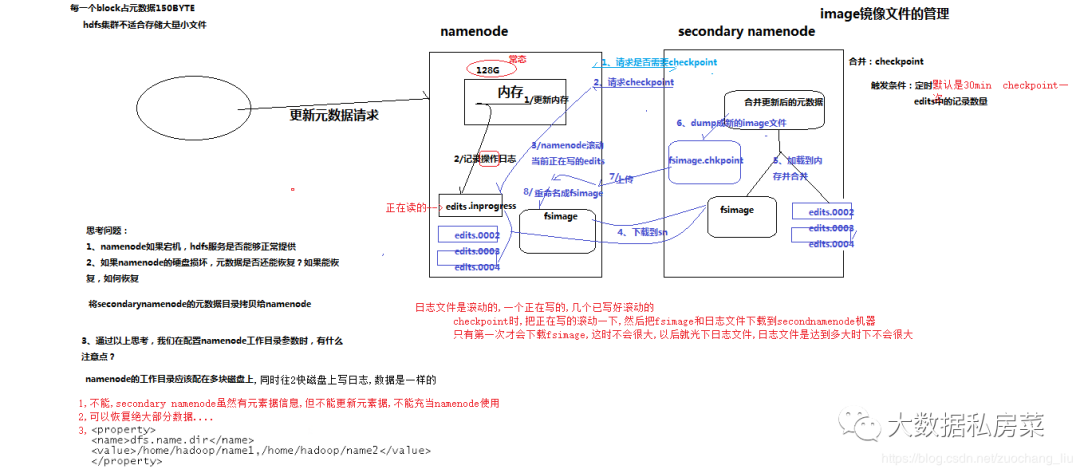 每一个block占元数据150BYTE
hdfs集群不适合存储大量小文件
image镜像文件的管理
namenode
secondary namenode
常态
128G
内存
1/更新内存
更新元数据请求
1、请求是否需要checkpoint
2、请求checkpoint
合并：checkpoint
触发条件：定时默认是30min checkpoint一次
edits中的记录数量
合并更新后的元数据
6、dump成新的image文件
2/记录操作日志
3/namenode滚动
当前正在写的edits
fsimage.chkpoint
5、加载到内
存并合并
7/上传
8/重命名成fsimage
正在读的--
edits.inprogress
fsimage
fsimage
edits.0002
edits.0003
edits.0004
edits.0002
edits.0003
edits.0004
4、下载到sn
思考问题：
1、namenode如果宕机，hdfs服务是否能够正常提供
2、如果namenode的硬盘损坏，元数据是否还能恢复？如果能恢
复，如何恢复
将secondarynamenode的元数据目录拷贝给namenode
日志文件是滚动的,一个正在写的,几个已写好滚动的
checkpoint时,把正在写的滚动一下,然后把fsimage和日志文件下载到secondnamenode机器
只有第一次才会下载fsimage,这时不会很大,以后就光下日志文件,日志文件是达到多大时下不会很大
3、通过以上思考，我们在配置namenode工作目录参数时，有什么
注意点？
namenode的工作目录应该配在多块磁盘上,同时往2快磁盘上写日志,数据是一样的
1,不能,secondary namenode虽然有元素据信息,但不能更新元素据,不能充当namenode使用
2,可以恢复绝大部分数据....
3,<property>
<name>dfs.name.dir</name>
<value>/home/hadoop/name1,/home/hadoop/name2</value>
</property>
大数据私房菜
https://blog.csdn.net/zuochang_liu